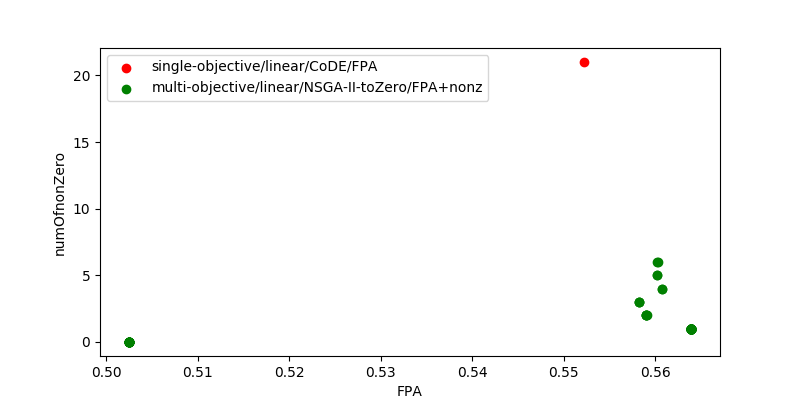 single-objective/linear/CoDE/FPA
multi-objective/linear/NSGA-II-toZero/FPA+nonz
20
15
10
5
0
numOfnonZero
0.50 0.51 0.52 0.53 0.54 0.55 0.56
FPA